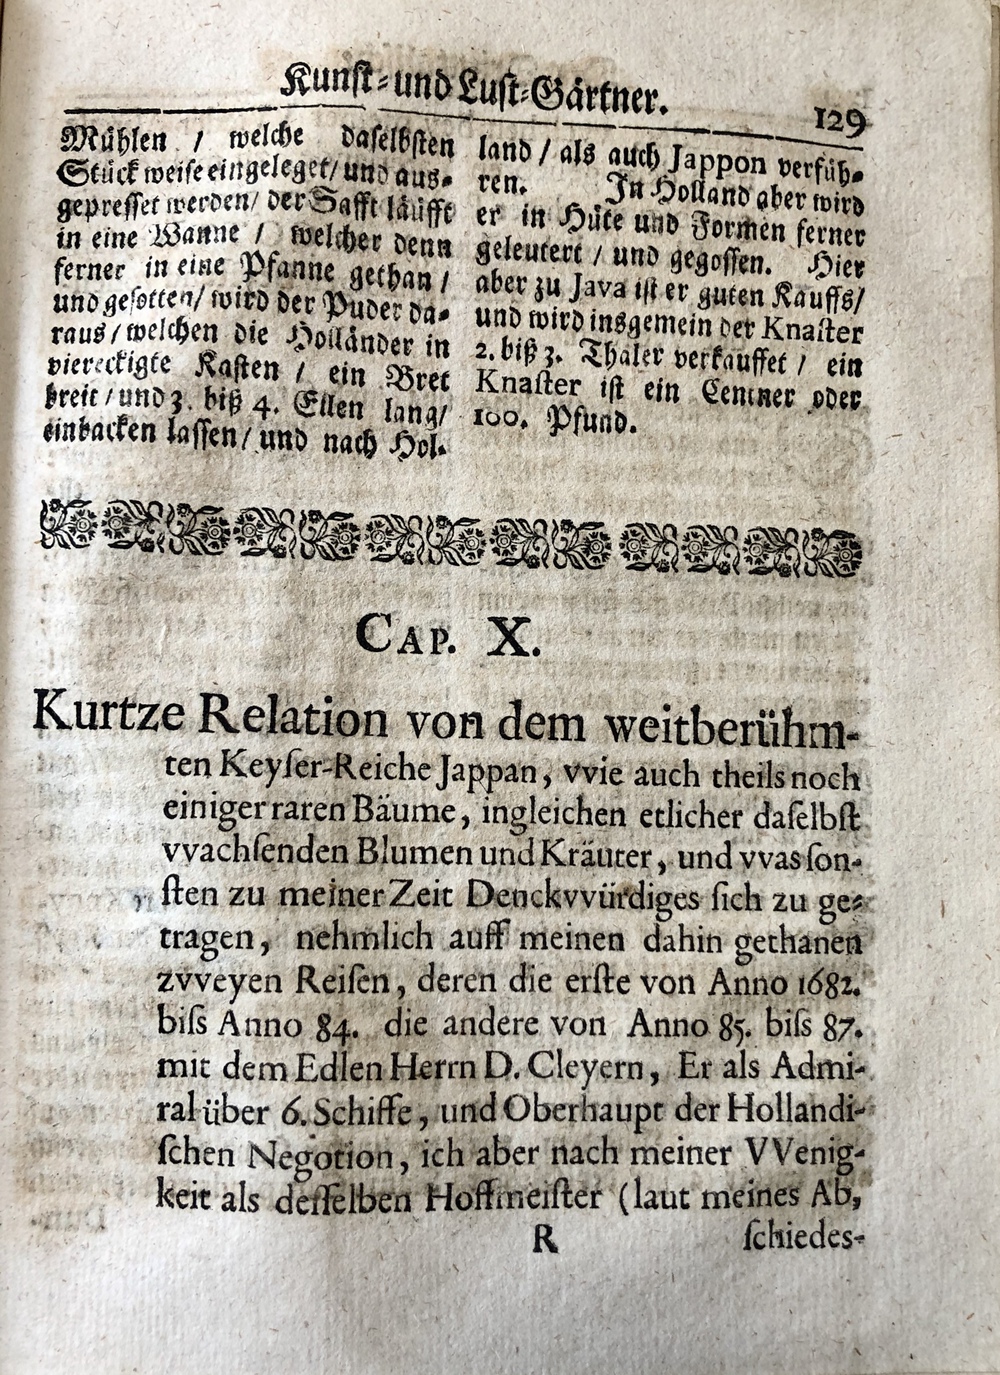 Kunſt- und Luſt-Gärtner. 129
Mühlen / welche daſelbſten
Stück weiſe eingeleget / und aus-
gepreſſet werden / der Safft läufft
in eine Wanne / welcher denn
ferner in eine Pfanne gethan /
und geſotten / wird der Puder da-
raus / welchen die Holländer in
viereckigte Kaſten / ein Bret
breit / und 3. biß 4. Ellen lang /
einbacken laſſen / und nach Hol-
land / als auch Jappon verfüh-
ren. In Holland aber wird
er in Hüte und Formen ferner
geleutert / und gegoſſen. Hier
aber zu Java iſt er guten Kauffs /
und wird insgemein der Knaſter
2. biß 3. Thaler verkauffet / ein
Knaſter iſt ein Centner oder
100. Pfund.
CAP. X.
Kurtze Relation von dem weitberühm-
ten Keyſer-Reiche Jappan, vvie auch theils noch
einiger raren Bäume, ingleichen etlicher daſelbſt
vvachſenden Blumen und Kräuter, und vvas ſon-
ſten zu meiner Zeit Denckvvürdiges ſich zu ge-
tragen, nehmlich auff meinen dahin gethanen
zvveyen Reiſen, deren die erſte von Anno 1682.
biſs Anno 84. die andere von Anno 85. biſs 87.
mit dem Edlen Herrn D. Cleyern, Er als Admi-
ral über 6. Schiffe, und Oberhaupt der Hollandi-
ſchen Negotion, ich aber nach meiner VVenig-
keit als deſſelben Hoffmeiſter (laut meines Ab,
R ſchiedes-